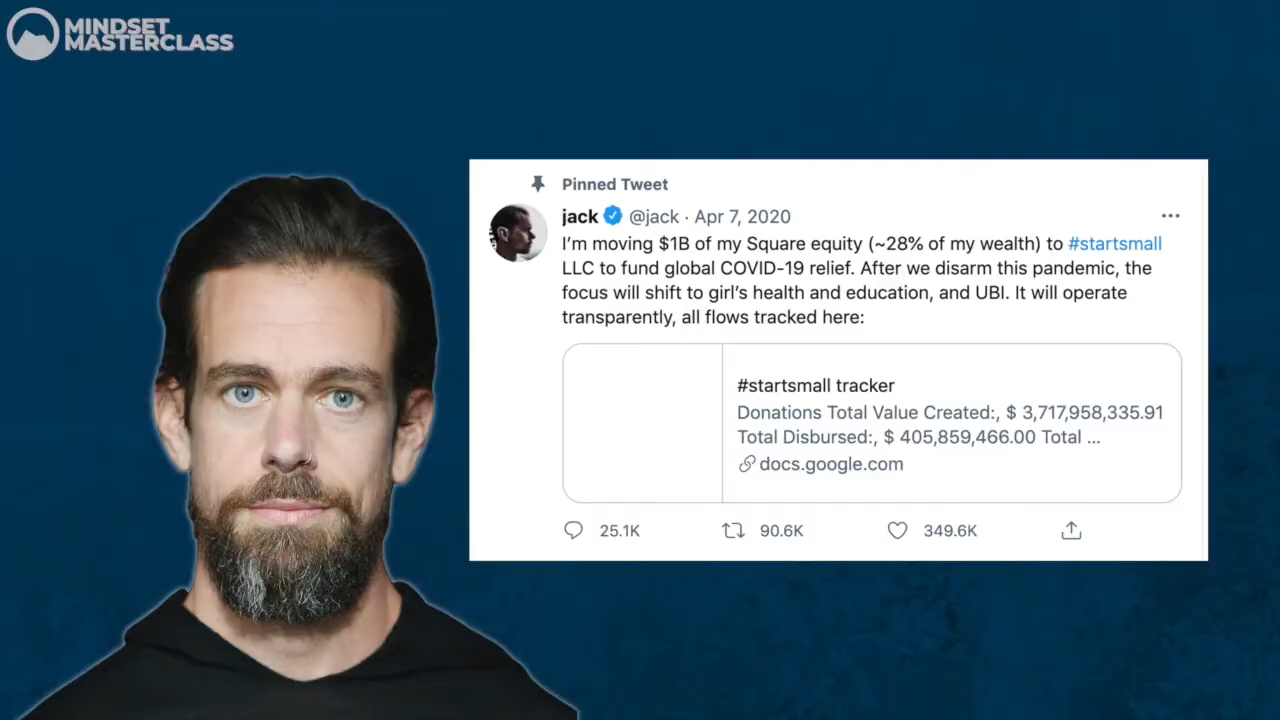 MINDSET
MASTERCLASS
Pinned Tweet
jack @jack · Apr 7, 2020
I’m moving $1B of my Square equity (~28% of my wealth) to #startsmall
LLC to fund global COVID-19 relief. After we disarm this pandemic, the
focus will shift to girl’s health and education, and UBI. It will operate
transparently, all flows tracked here:
#startsmall tracker
Donations Total Value Created:, $ 3,717,958,335.91
Total Disbursed:, $ 405,859,466.00 Total ...
docs.google.com
25.1K 90.6K 349.6K